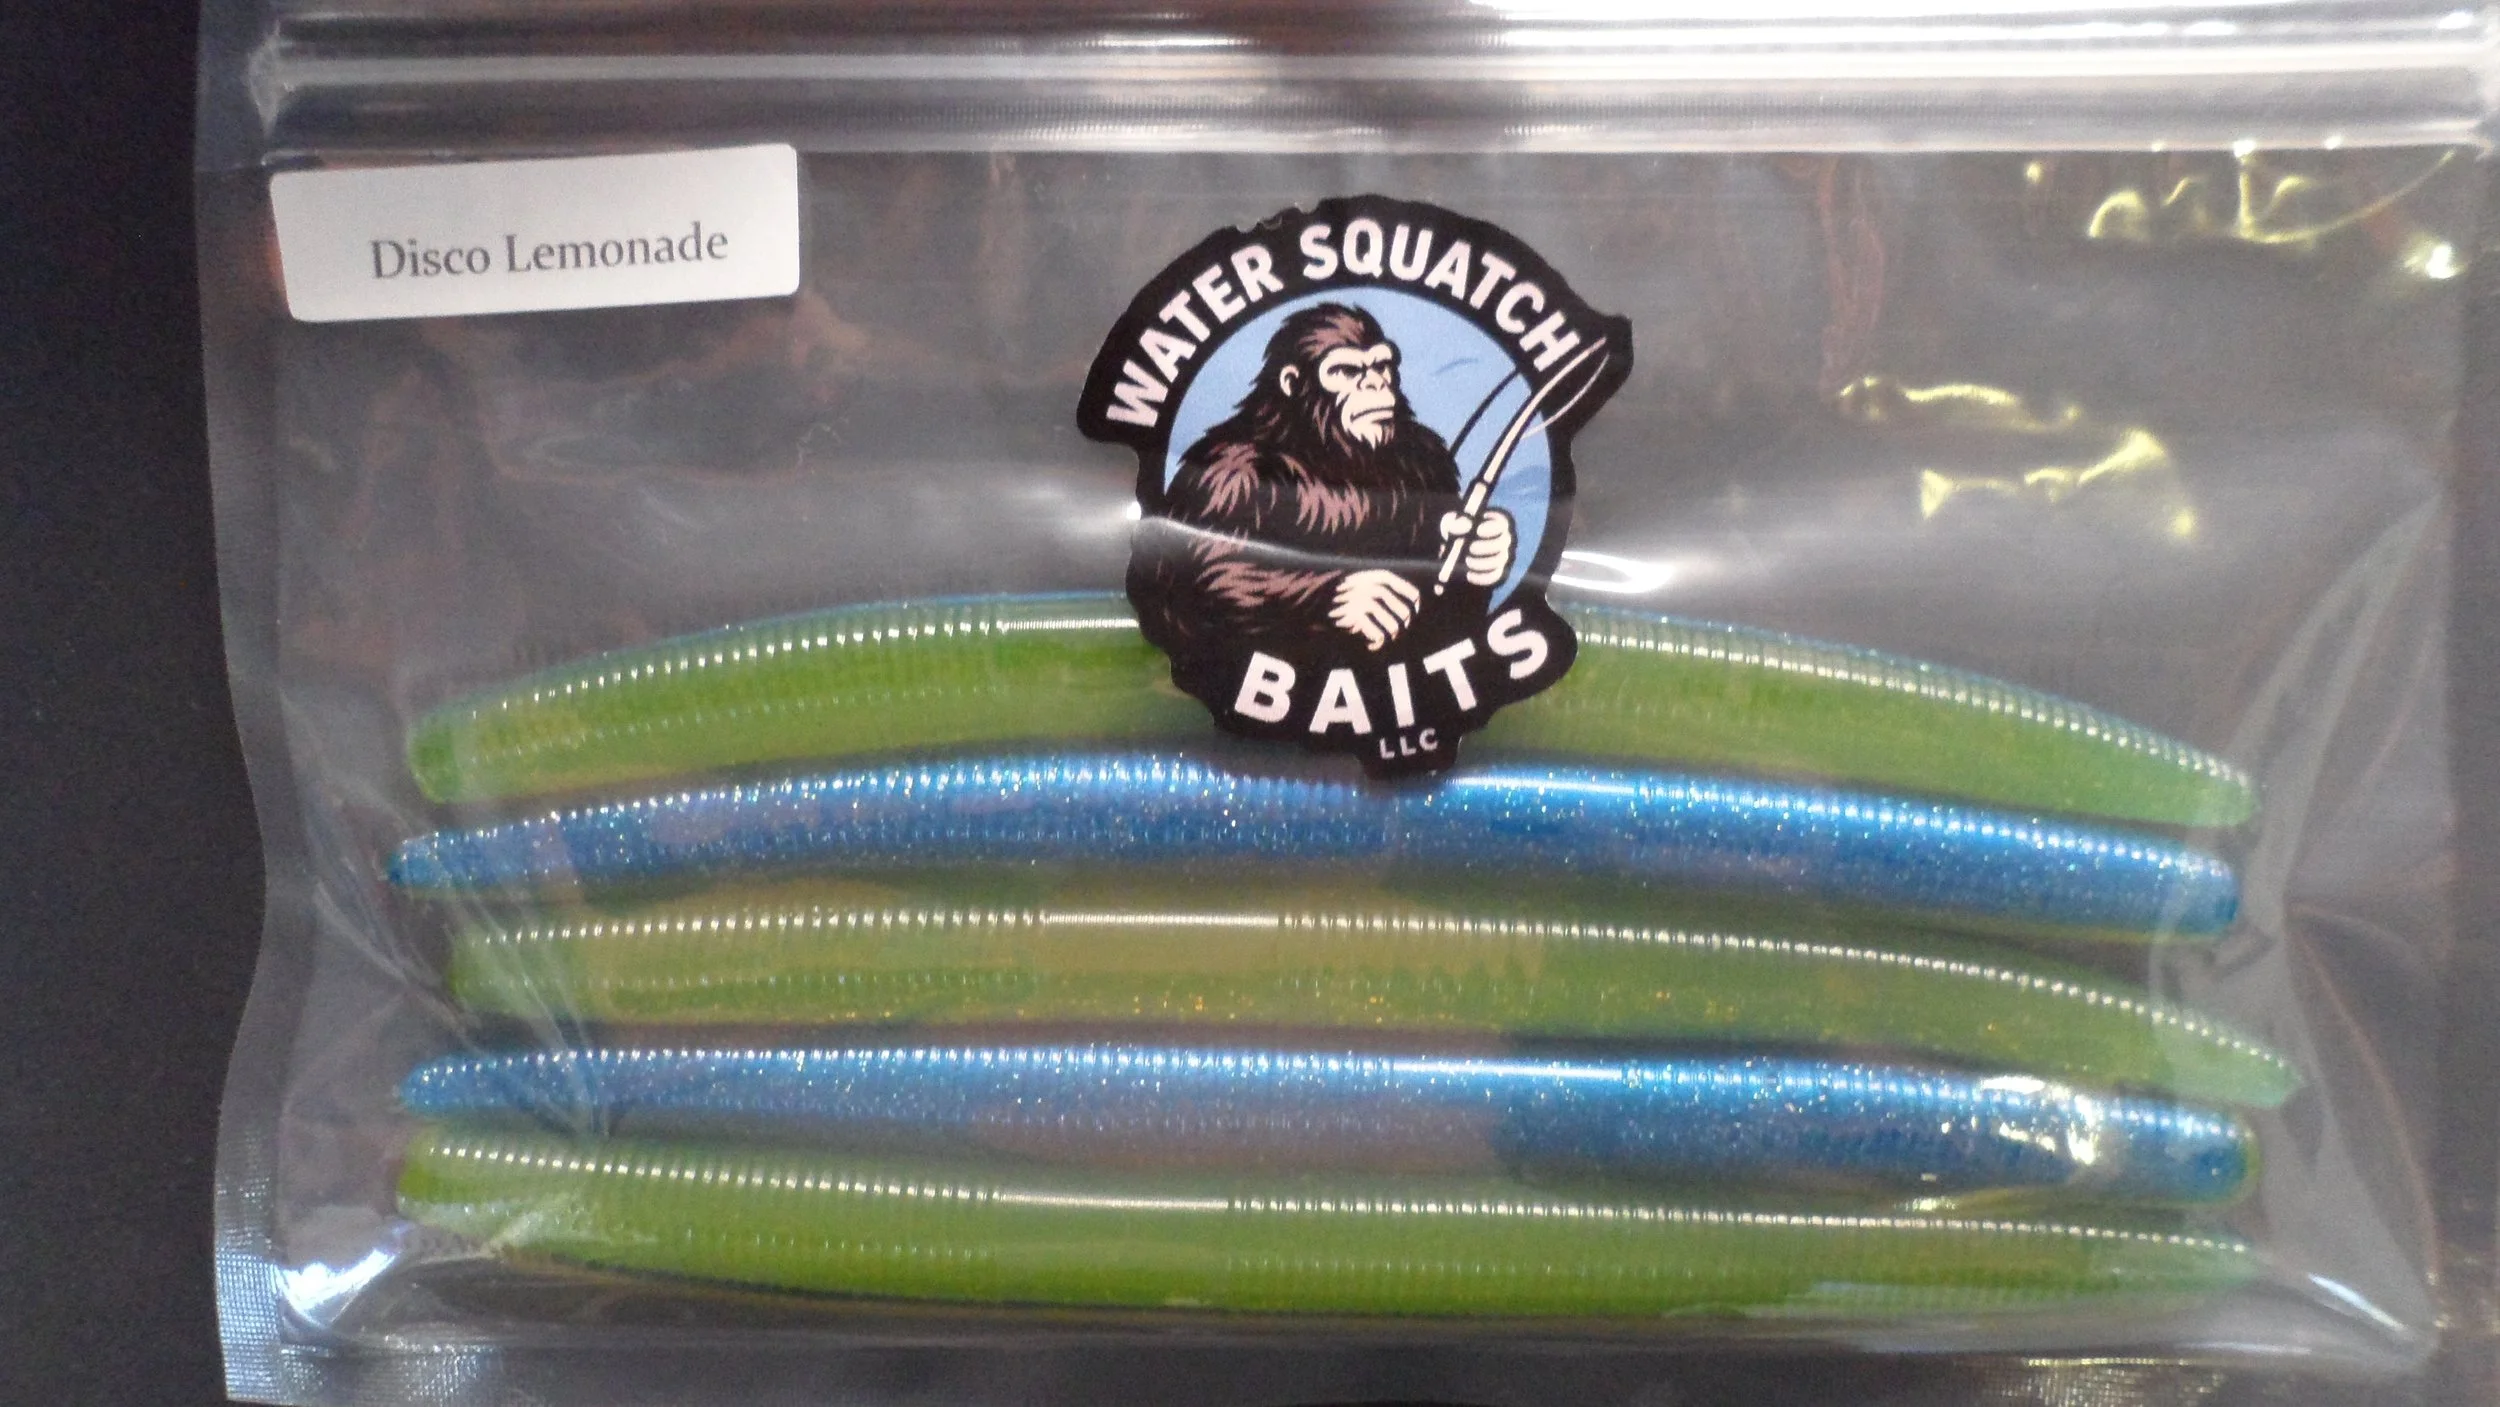 Disco Lemonade
WATER SQUATCH
BAITS
LLC